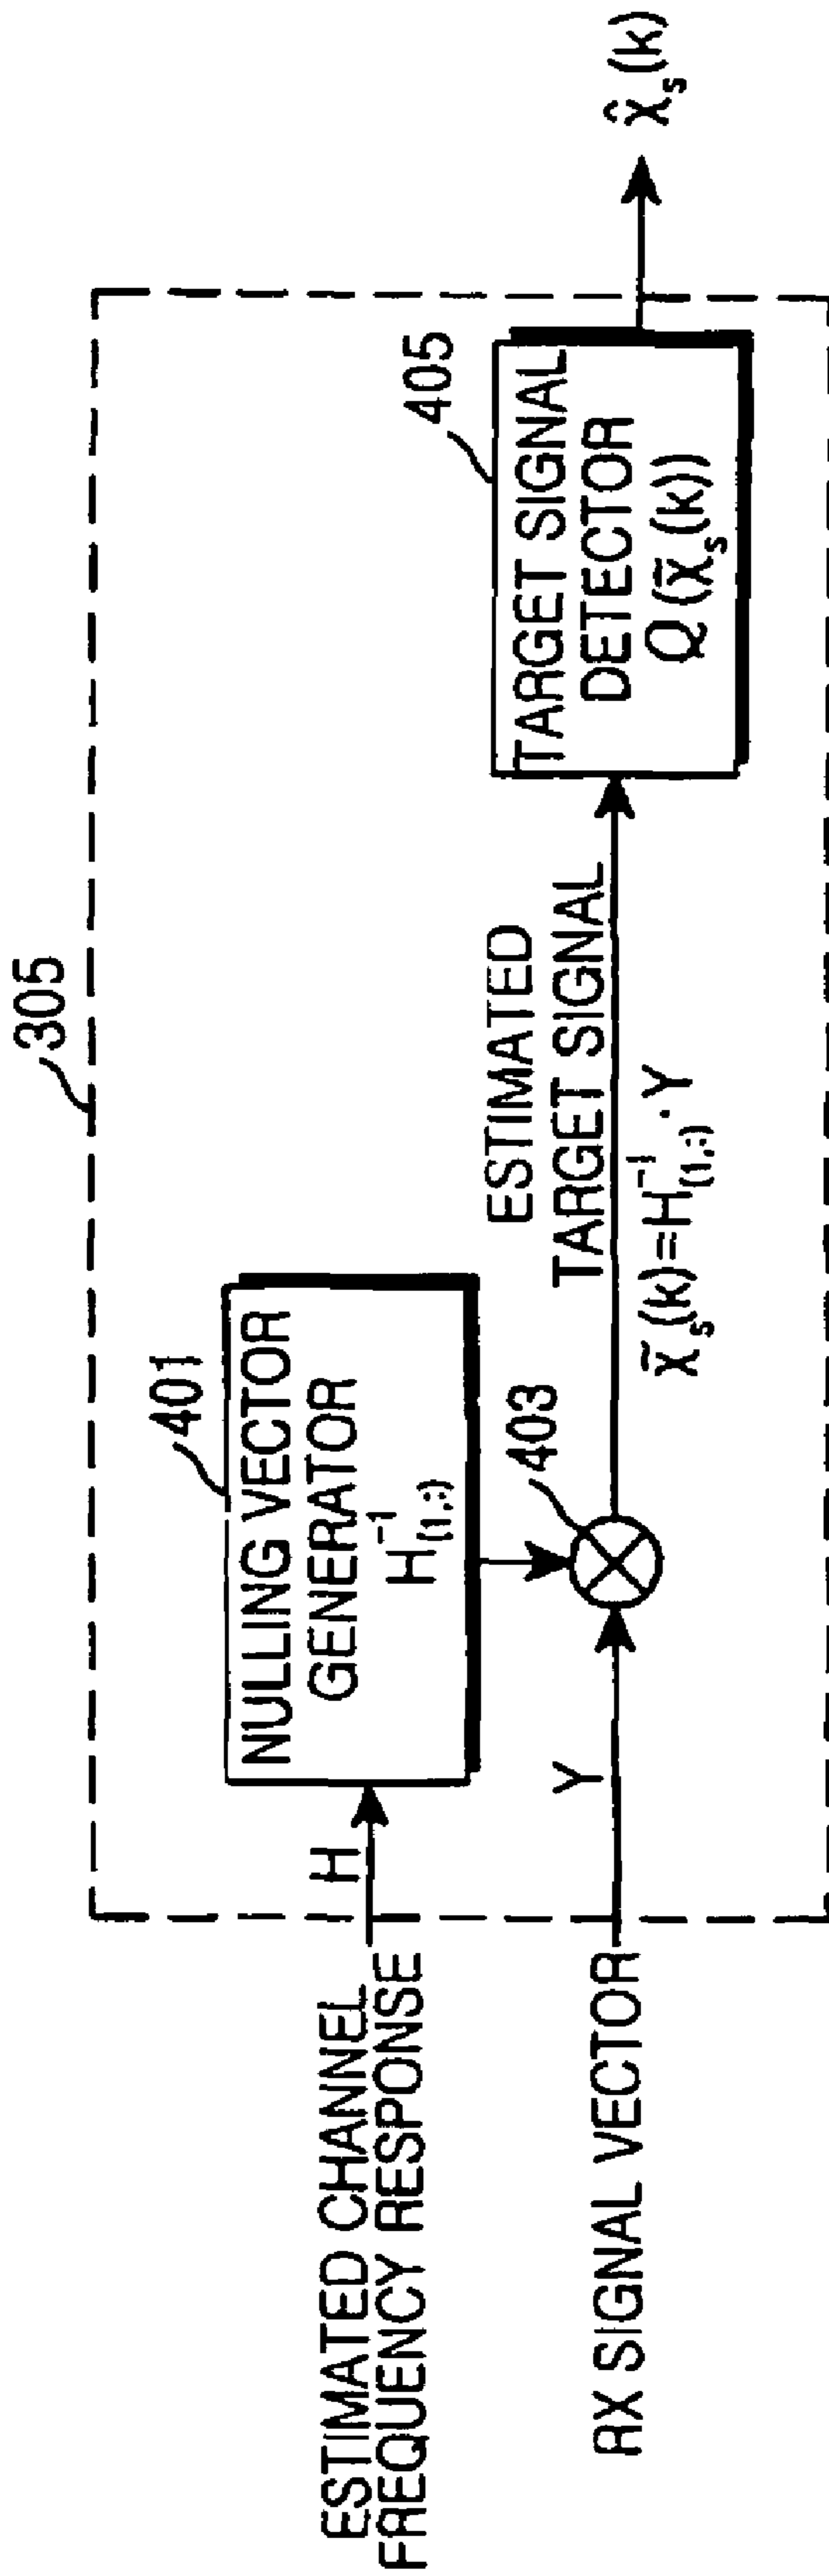 305
401
NULLING VECTOR
GENERATOR
H⁻¹₍₁,:₎
ESTIMATED CHANNEL
FREQUENCY RESPONSE
H
403
RX SIGNAL VECTOR
Y
ESTIMATED
TARGET SIGNAL
x̃ₛ(k)=H⁻¹₍₁,:₎·Y
405
TARGET SIGNAL
DETECTOR
Q(x̃ₛ(k))
x̂ₛ(k)